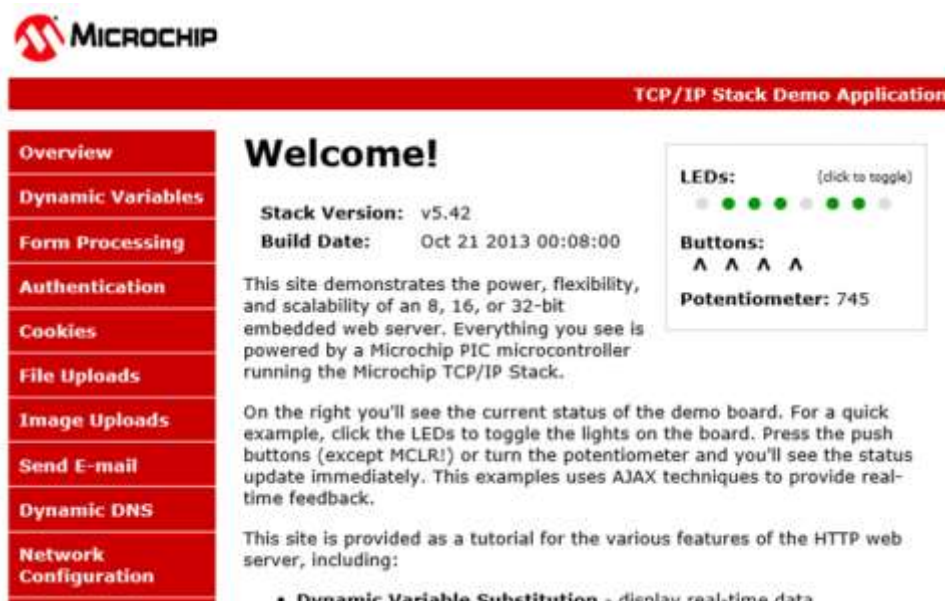 MICROCHIP
TCP/IP Stack Demo Application
Overview
Dynamic Variables
Form Processing
Authentication
Cookies
File Uploads
Image Uploads
Send E-mail
Dynamic DNS
Network
Configuration
Welcome!
Stack Version: v5.42
Build Date: Oct 21 2013 00:08:00
This site demonstrates the power, flexibility,
and scalability of an 8, 16, or 32-bit
embedded web server. Everything you see is
powered by a Microchip PIC microcontroller
running the Microchip TCP/IP Stack.
LEDs: (click to toggle)
Buttons:
Λ Λ Λ Λ
Potentiometer: 745
On the right you'll see the current status of the demo board. For a quick
example, click the LEDs to toggle the lights on the board. Press the push
buttons (except MCLR!) or turn the potentiometer and you'll see the status
update immediately. This examples uses AJAX techniques to provide real-
time feedback.
This site is provided as a tutorial for the various features of the HTTP web
server, including:
• Dynamic Variable Substitution - display real-time data